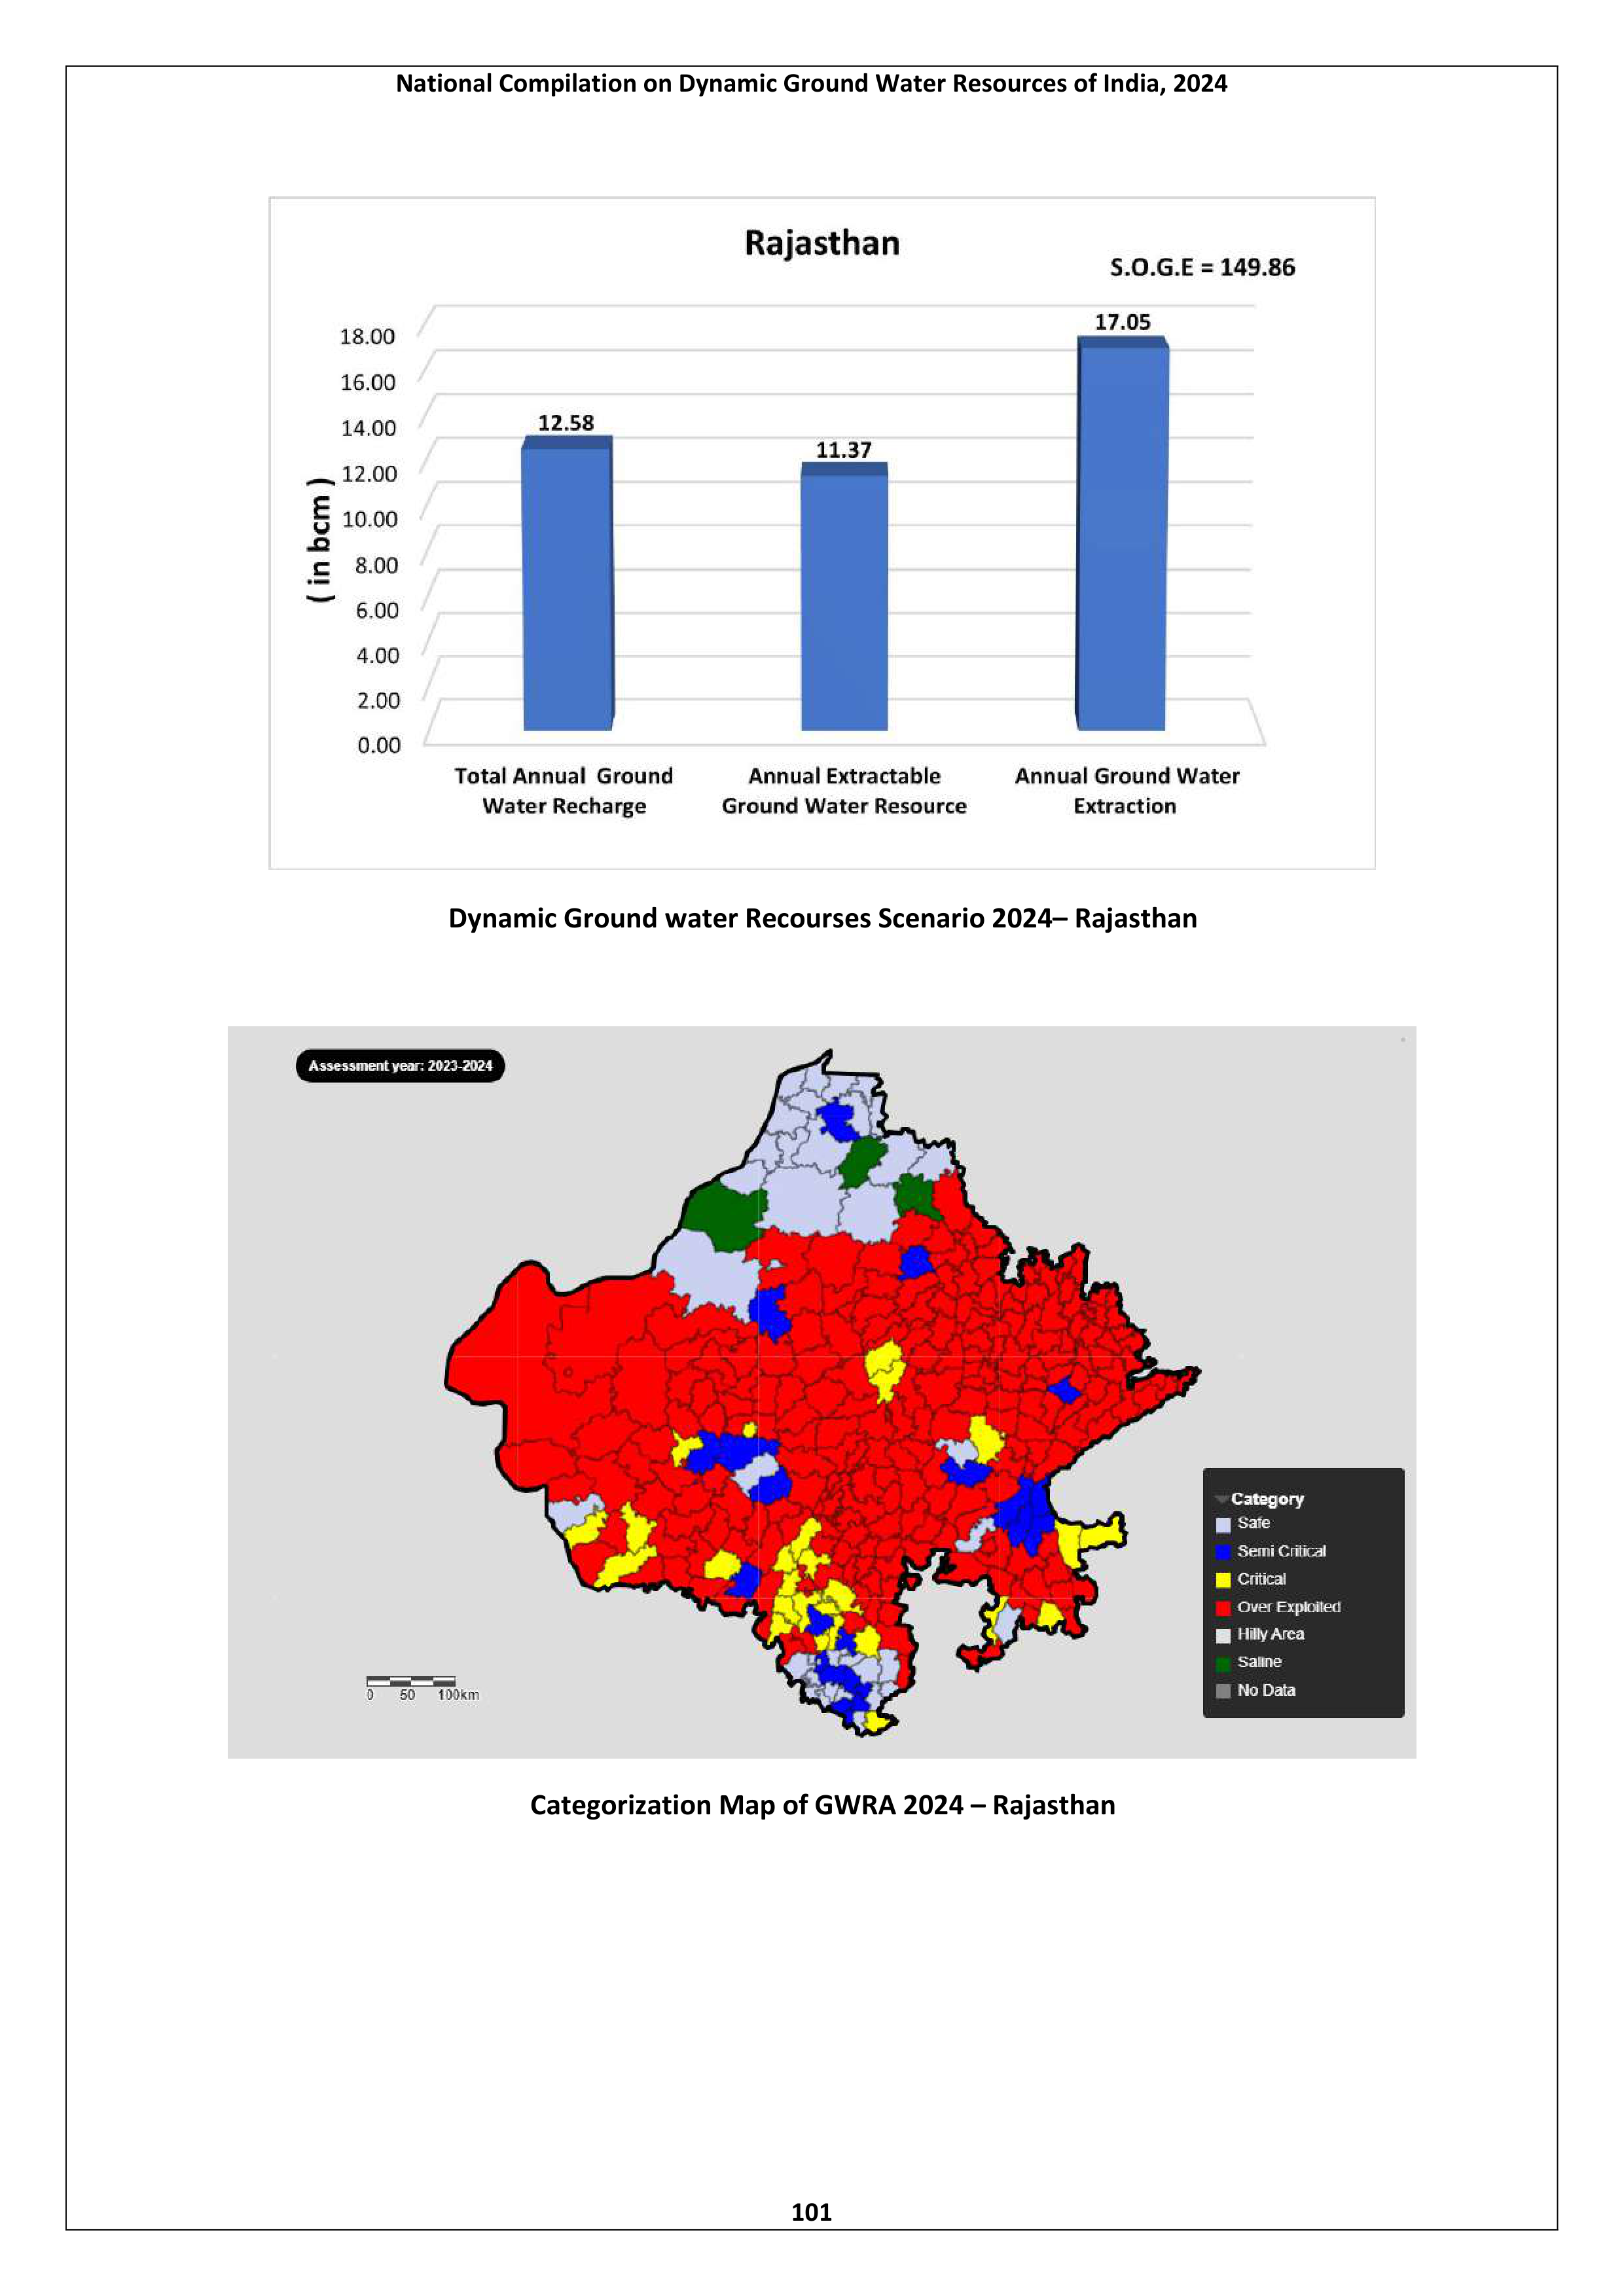 National Compilation on Dynamic Ground Water Resources of India, 2024
Rajasthan
S.O.G.E = 149.86
18.00
16.00
14.00
12.00
10.00
8.00
6.00
4.00
2.00
0.00
( in bcm )
12.58
11.37
17.05
Total Annual Ground
Water Recharge
Annual Extractable
Ground Water Resource
Annual Ground Water
Extraction
Dynamic Ground water Recourses Scenario 2024– Rajasthan
Assessment year: 2023-2024
Category
Safe
Semi Critical
Critical
Over Exploited
Hilly Area
Saline
No Data
0 50 100km
Categorization Map of GWRA 2024 – Rajasthan
101